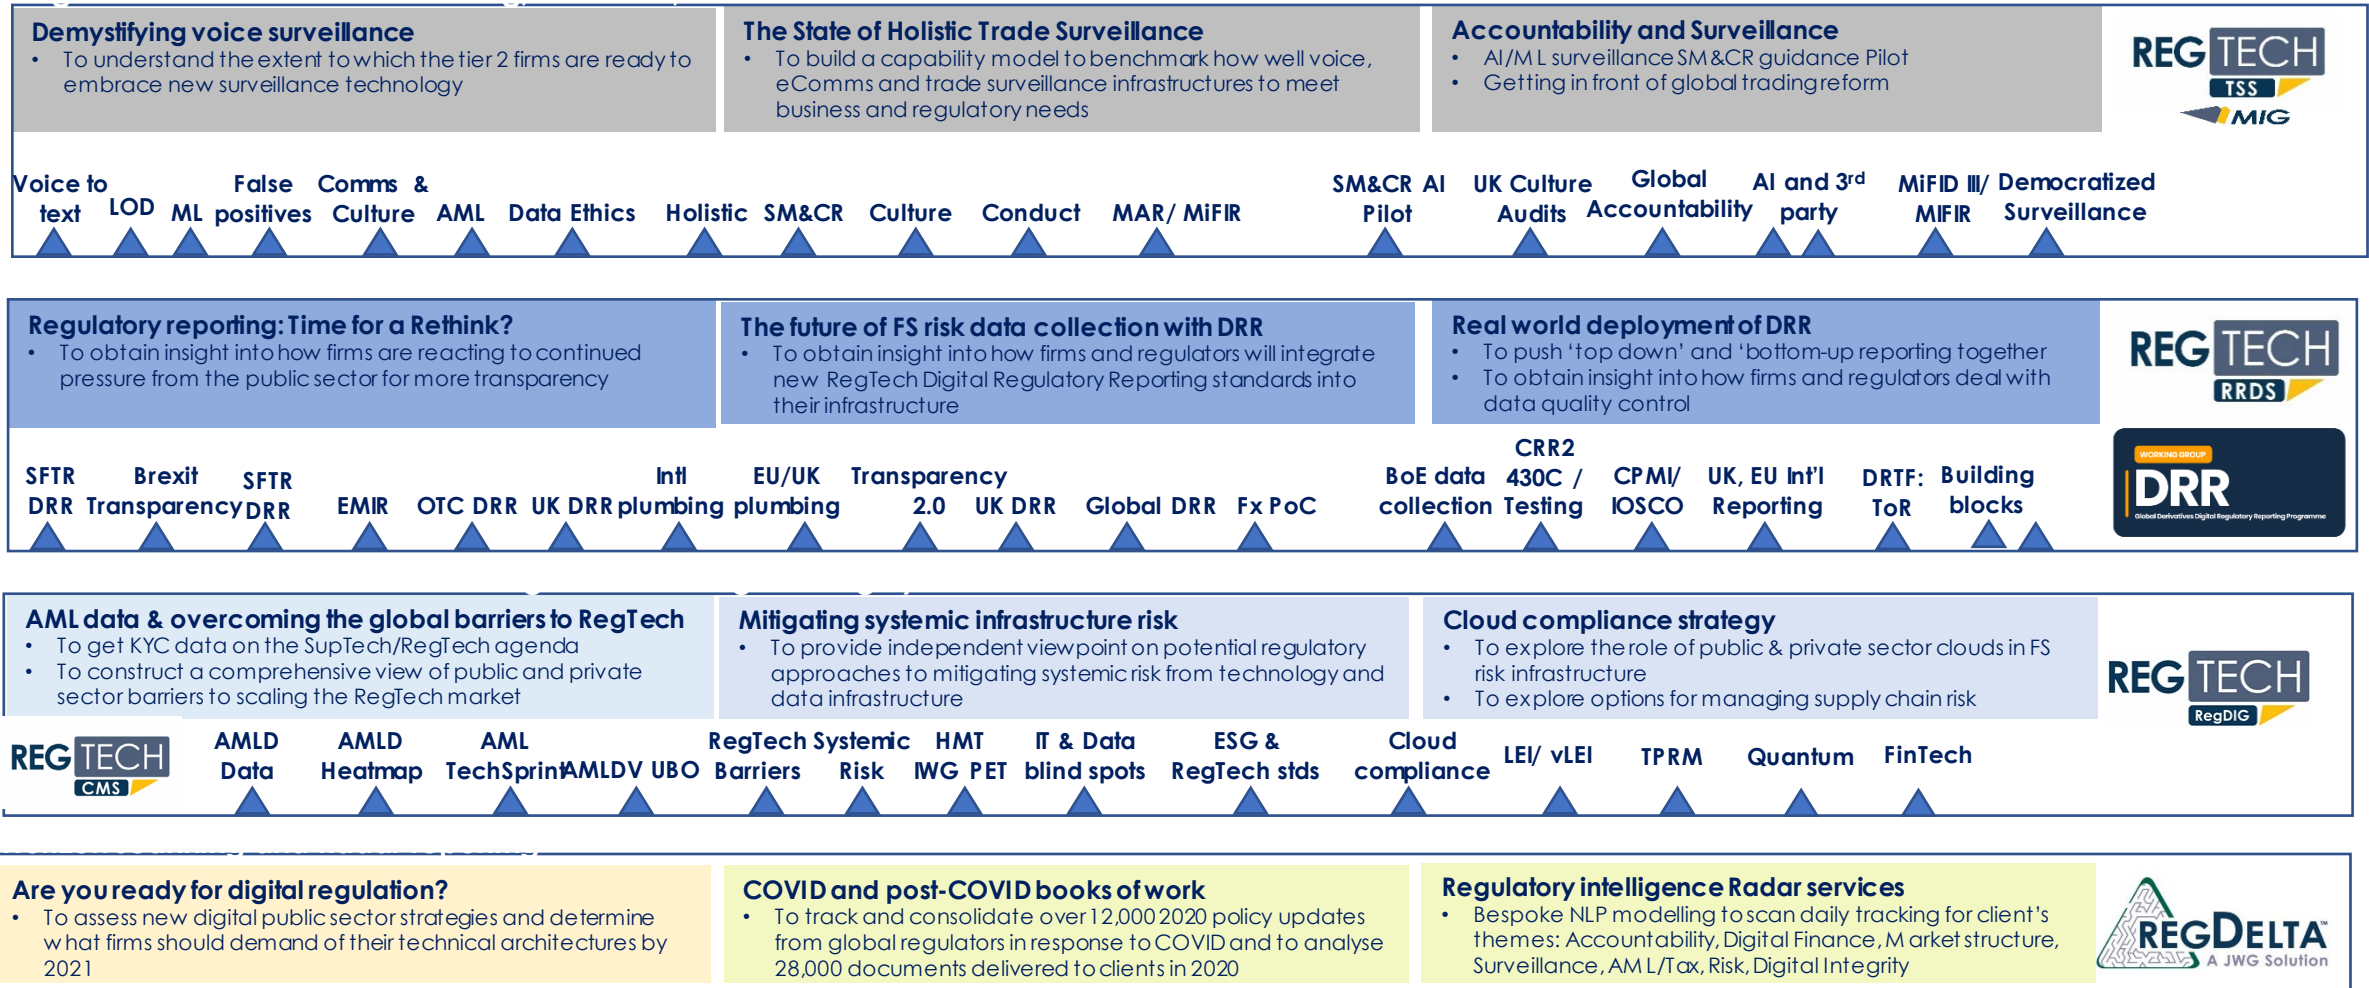 Demystifying voice surveillance
• To understand the extent to which the tier 2 firms are ready to
embrace new surveillance technology
The State of Holistic Trade Surveillance
• To build a capability model to benchmark how well voice,
eComms and trade surveillance infrastructures to meet
business and regulatory needs
Accountability and Surveillance
• AI/ML surveillance SM&CR guidance Pilot
• Getting in front of global trading reform
REG TECH
TSS
MIG
Voice to
text
LOD
ML
False
positives
Comms &
Culture
AML
Data Ethics
Holistic
SM&CR
Culture
Conduct
MAR/ MiFIR
SM&CR AI
Pilot
UK Culture
Audits
Global
Accountability
AI and 3rd
party
MiFID III/
MIFIR
Democratized
Surveillance
Regulatory reporting: Time for a Rethink?
• To obtain insight into how firms are reacting to continued
pressure from the public sector for more transparency
The future of FS risk data collection with DRR
• To obtain insight into how firms and regulators will integrate
new RegTech Digital Regulatory Reporting standards into
their infrastructure
Real world deployment of DRR
• To push ‘top down’ and ‘bottom-up reporting together
• To obtain insight into how firms and regulators deal with
data quality control
REG TECH
RRDS
SFTR
DRR
Brexit
Transparency
SFTR
DRR
EMIR
OTC DRR
UK DRR
Intl
plumbing
EU/UK
plumbing
Transparency
2.0
UK DRR
Global DRR
Fx PoC
BoE data
collection
CRR2
430C /
Testing
CPMI/
IOSCO
UK, EU Int’l
Reporting
DRTF:
ToR
Building
blocks
WORKING GROUP
DRR
Global Derivatives Digital Regulatory Reporting Programme
AML data & overcoming the global barriers to RegTech
• To get KYC data on the SupTech/RegTech agenda
• To construct a comprehensive view of public and private
sector barriers to scaling the RegTech market
Mitigating systemic infrastructure risk
• To provide independent viewpoint on potential regulatory
approaches to mitigating systemic risk from technology and
data infrastructure
Cloud compliance strategy
• To explore the role of public & private sector clouds in FS
risk infrastructure
• To explore options for managing supply chain risk
REG TECH
RegDIG
REG TECH
CMS
AMLD
Data
AMLD
Heatmap
AML
TechSprint
AMLDV UBO
RegTech
Barriers
Systemic
Risk
HMT
IWG PET
IT & Data
blind spots
ESG &
RegTech stds
Cloud
compliance
LEI/ vLEI
TPRM
Quantum
FinTech
Are you ready for digital regulation?
• To assess new digital public sector strategies and determine
what firms should demand of their technical architectures by
2021
COVID and post-COVID books of work
• To track and consolidate over 12,000 2020 policy updates
from global regulators in response to COVID and to analyse
28,000 documents delivered to clients in 2020
Regulatory intelligence Radar services
• Bespoke NLP modelling to scan daily tracking for client’s
themes: Accountability, Digital Finance, Market structure,
Surveillance, AML/Tax, Risk, Digital Integrity
REGDELTA™
A JWG Solution